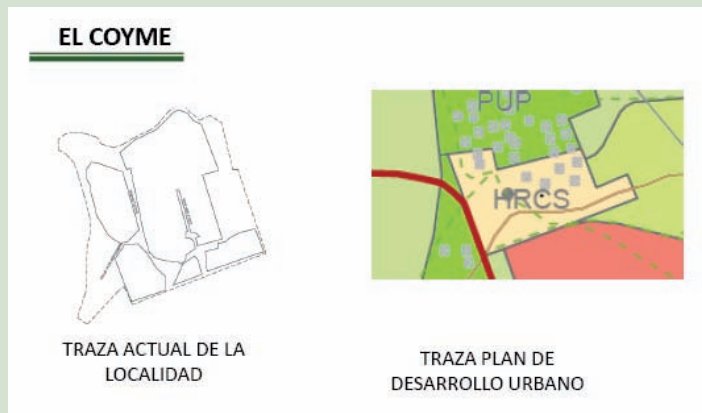 EL COYME
PUP
HRCS
TRAZA ACTUAL DE LA
LOCALIDAD
TRAZA PLAN DE
DESARROLLO URBANO